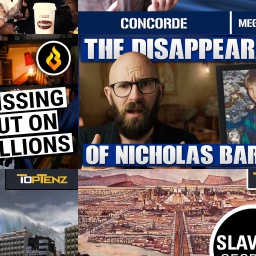 CONCORDE
THE DISAPPEAR
ISSING
UT ON
LLIONS
OF NICHOLAS BAR
TOPTENZ
SLAV